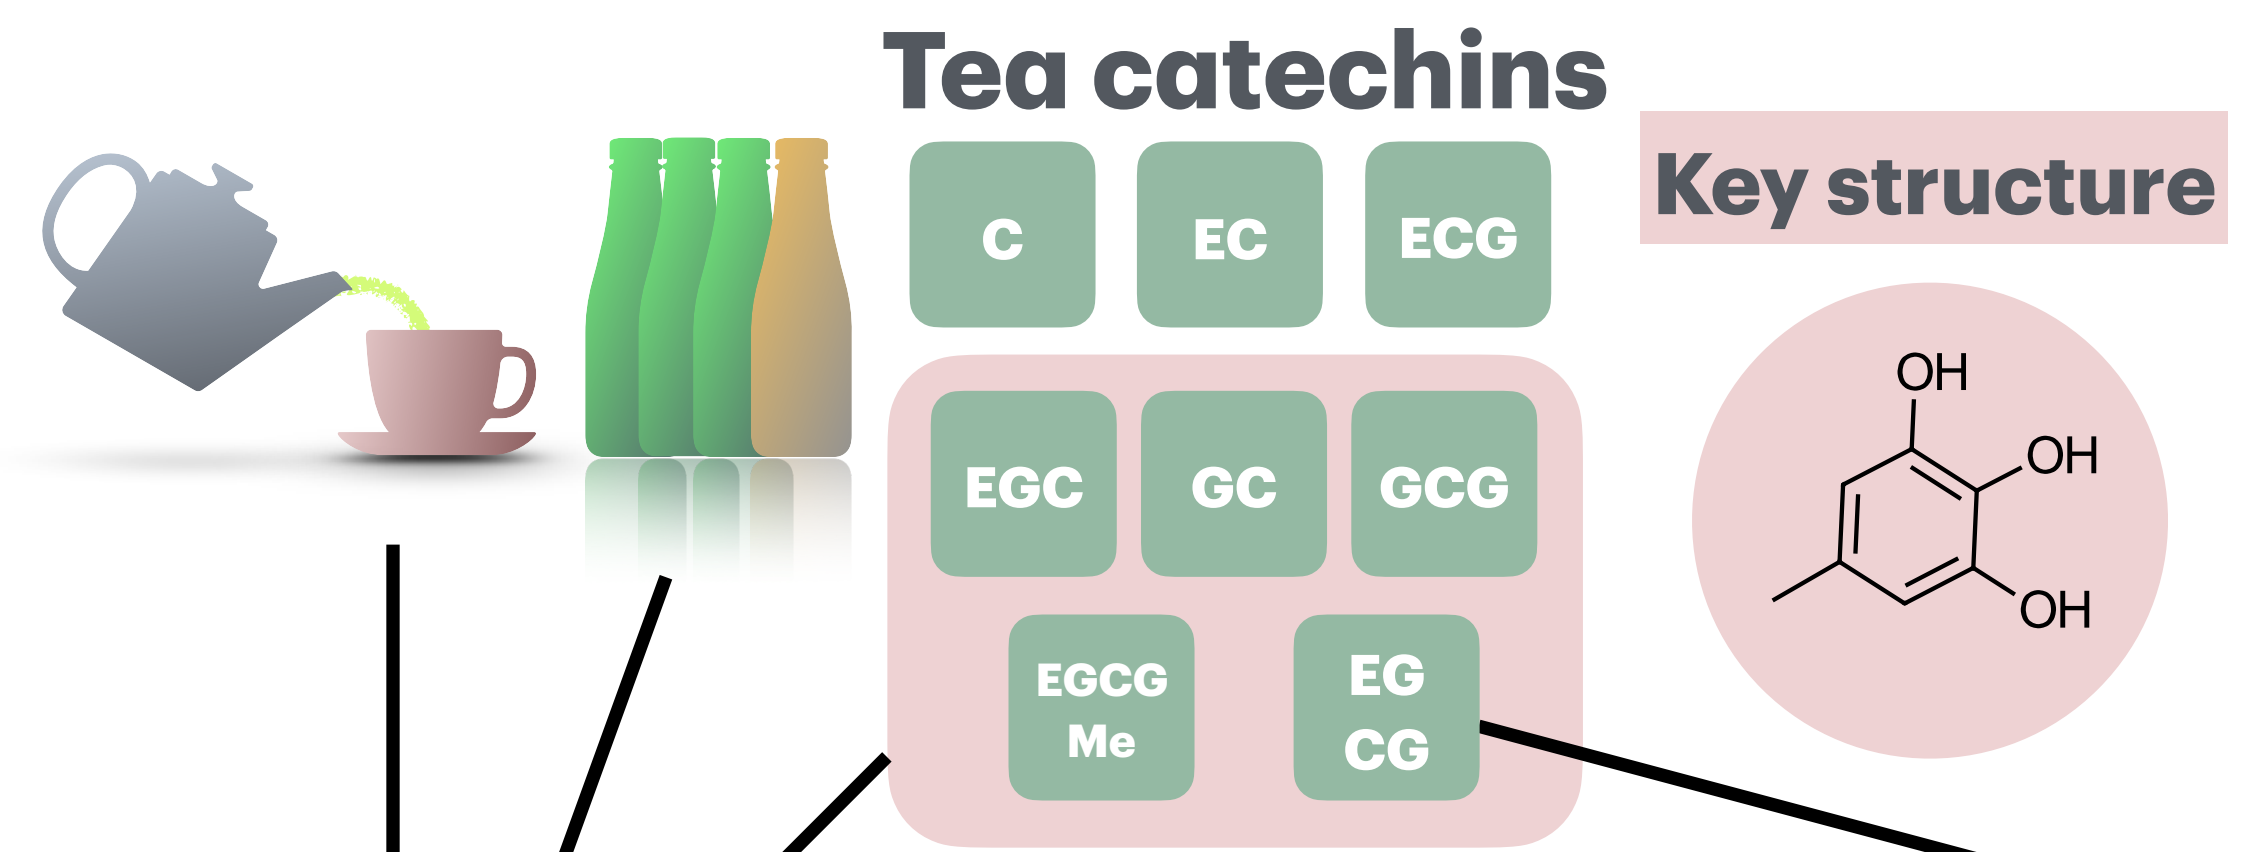 Tea catechins
Key structure
C
EC
ECG
EGC
GC
GCG
EGCG
Me
EG
CG
OH
OH
OH